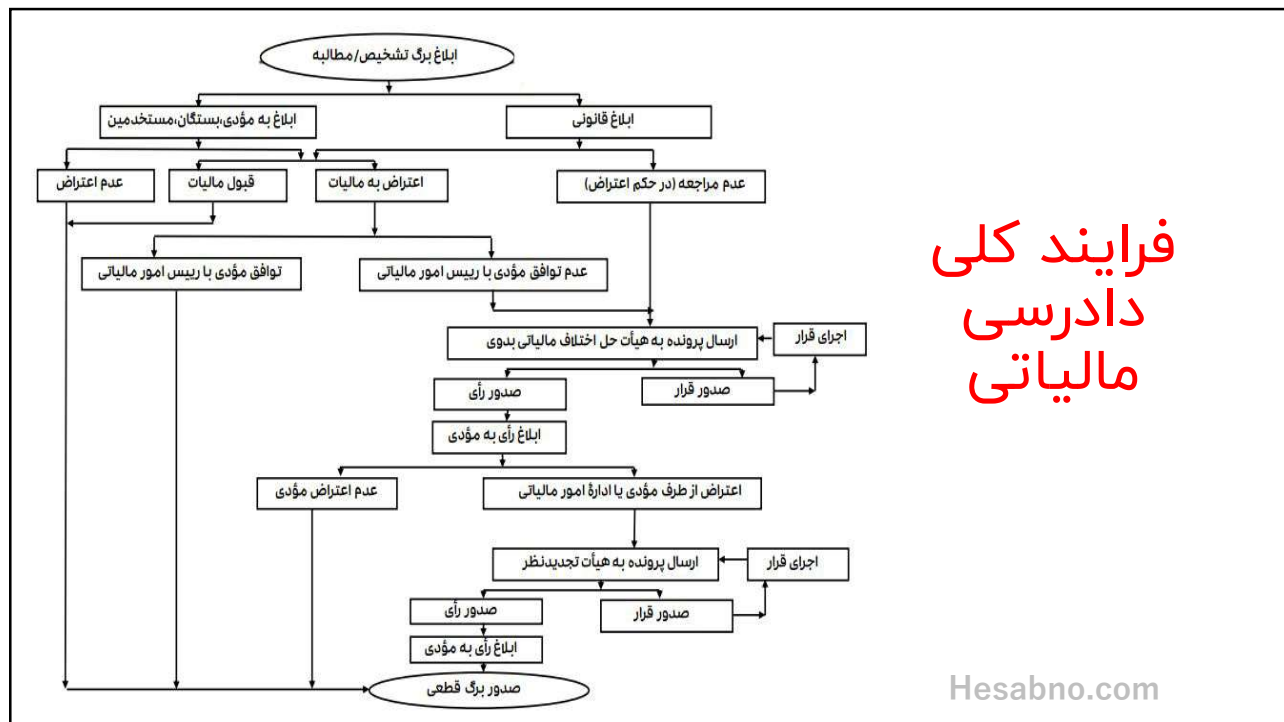 ابلاغ برگ تشخیص/مطالبه
ابلاغ قانونی
ابلاغ به مؤدی،بستگان،مستخدمین
عدم مراجعه (در حکم اعتراض)
اعتراض به مالیات
قبول مالیات
عدم اعتراض
عدم توافق مؤدی با رییس امور مالیاتی
توافق مؤدی با رییس امور مالیاتی
اجرای قرار
ارسال پرونده به هیأت حل اختلاف مالیاتی بدوی
صدور قرار
صدور رأی
ابلاغ رأی به مؤدی
اعتراض از طرف مؤدی یا ادارهٔ امور مالیاتی
عدم اعتراض مؤدی
اجرای قرار
ارسال پرونده به هیأت تجدیدنظر
صدور قرار
صدور رأی
ابلاغ رأی به مؤدی
صدور برگ قطعی
فرایند کلی
دادرسی
مالیاتی
Hesabno.com